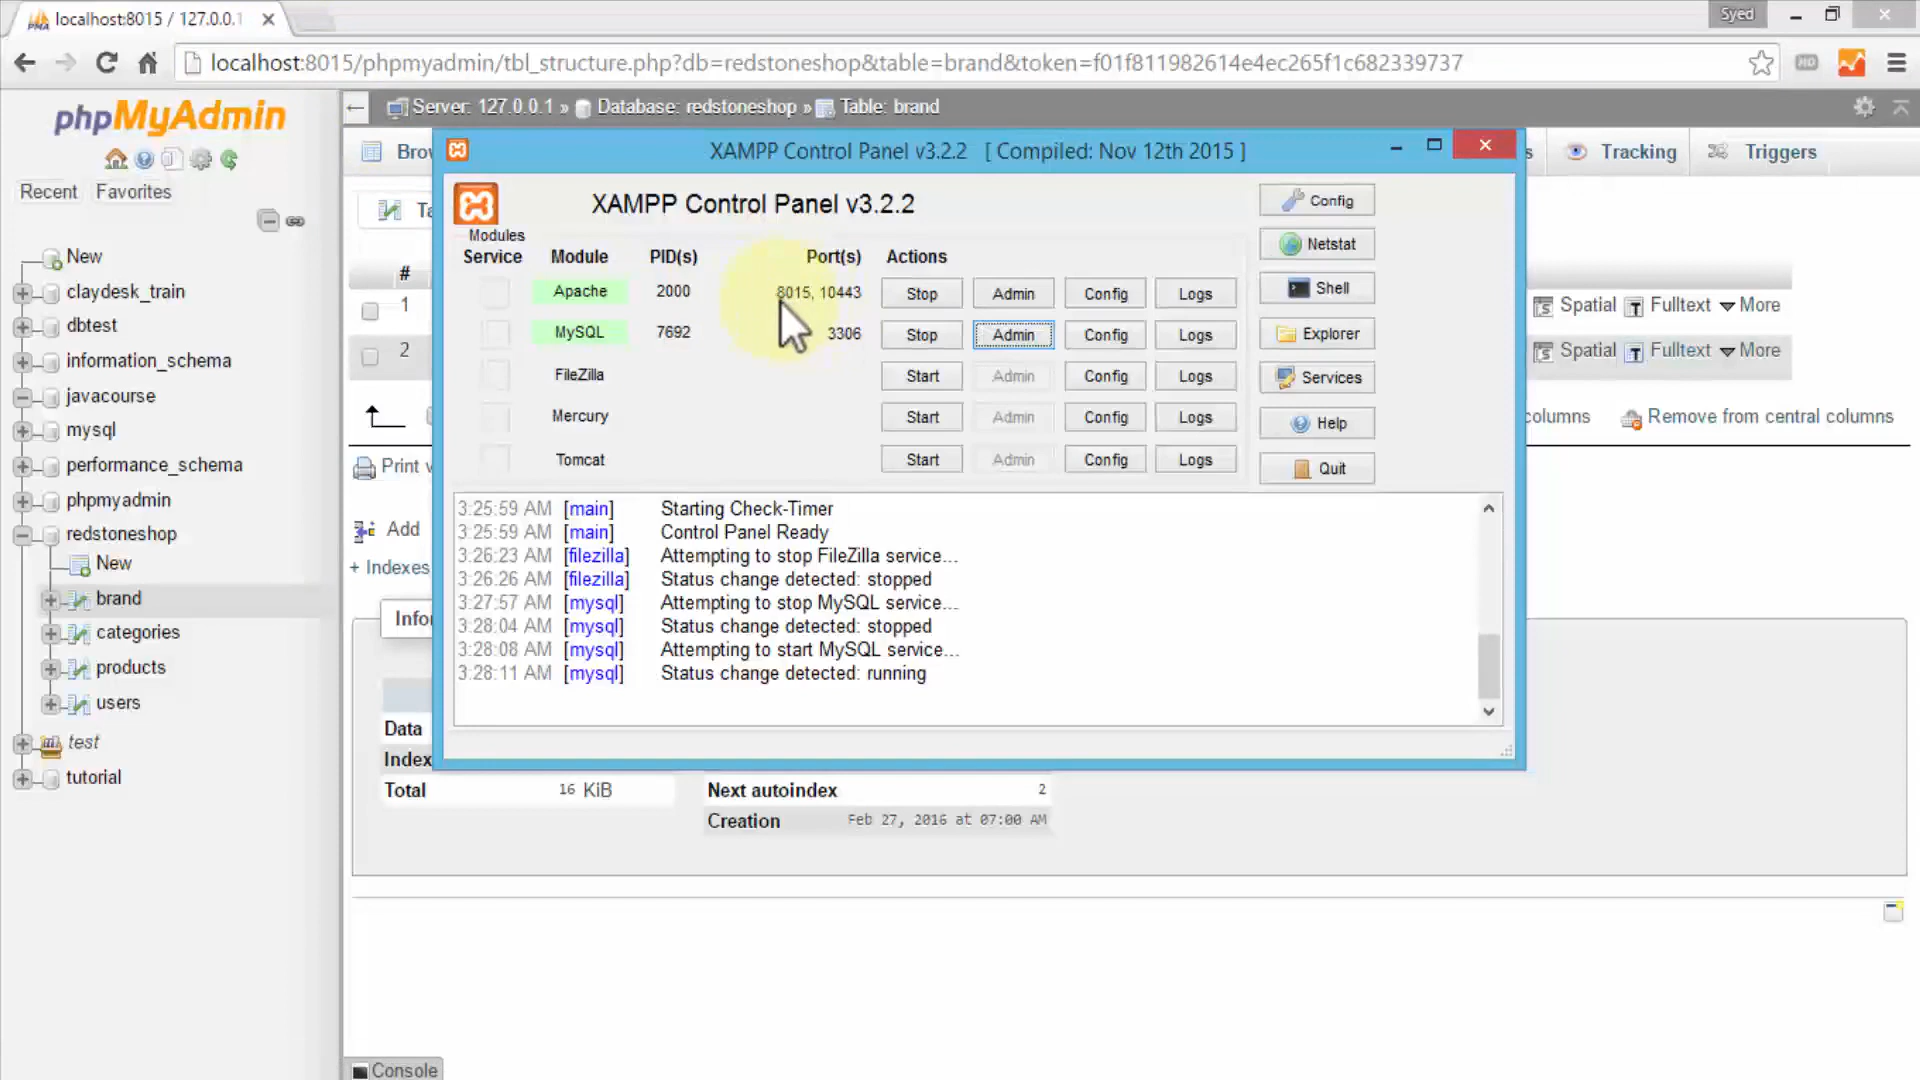 localhost:8015 / 127.0.0.1
Syed
localhost:8015/phpmyadmin/tbl_structure.php?db=redstoneshop&table=brand&token=f01f811982614e4ec265f1c682339737
phpMyAdmin
Server: 127.0.0.1 » Database: redstoneshop » Table: brand
Recent Favorites
Tracking Triggers
XAMPP Control Panel v3.2.2 [ Compiled: Nov 12th 2015 ]
XAMPP Control Panel v3.2.2
Modules
Service Module PID(s) Port(s) Actions
Apache 2000 8015, 10443 Stop Admin Config Logs
MySQL 7692 3306 Stop Admin Config Logs
FileZilla Start Admin Config Logs
Mercury Start Admin Config Logs
Tomcat Start Admin Config Logs
Config
Netstat
Shell
Explorer
Services
Help
Quit
3:25:59 AM [main] Starting Check-Timer
3:25:59 AM [main] Control Panel Ready
3:26:23 AM [filezilla] Attempting to stop FileZilla service...
3:26:26 AM [filezilla] Status change detected: stopped
3:27:57 AM [mysql] Attempting to stop MySQL service...
3:28:04 AM [mysql] Status change detected: stopped
3:28:08 AM [mysql] Attempting to start MySQL service...
3:28:11 AM [mysql] Status change detected: running
New
claydesk_train
dbtest
information_schema
javacourse
mysql
performance_schema
phpmyadmin
redstoneshop
New
brand
categories
products
users
test
tutorial
#
1 Spatial Fulltext More
2 Spatial Fulltext More
columns Remove from central columns
Print
Add
+ Indexes
Data
Index
Total 16 KiB
Next autoindex 2
Creation Feb 27, 2016 at 07:00 AM
Console